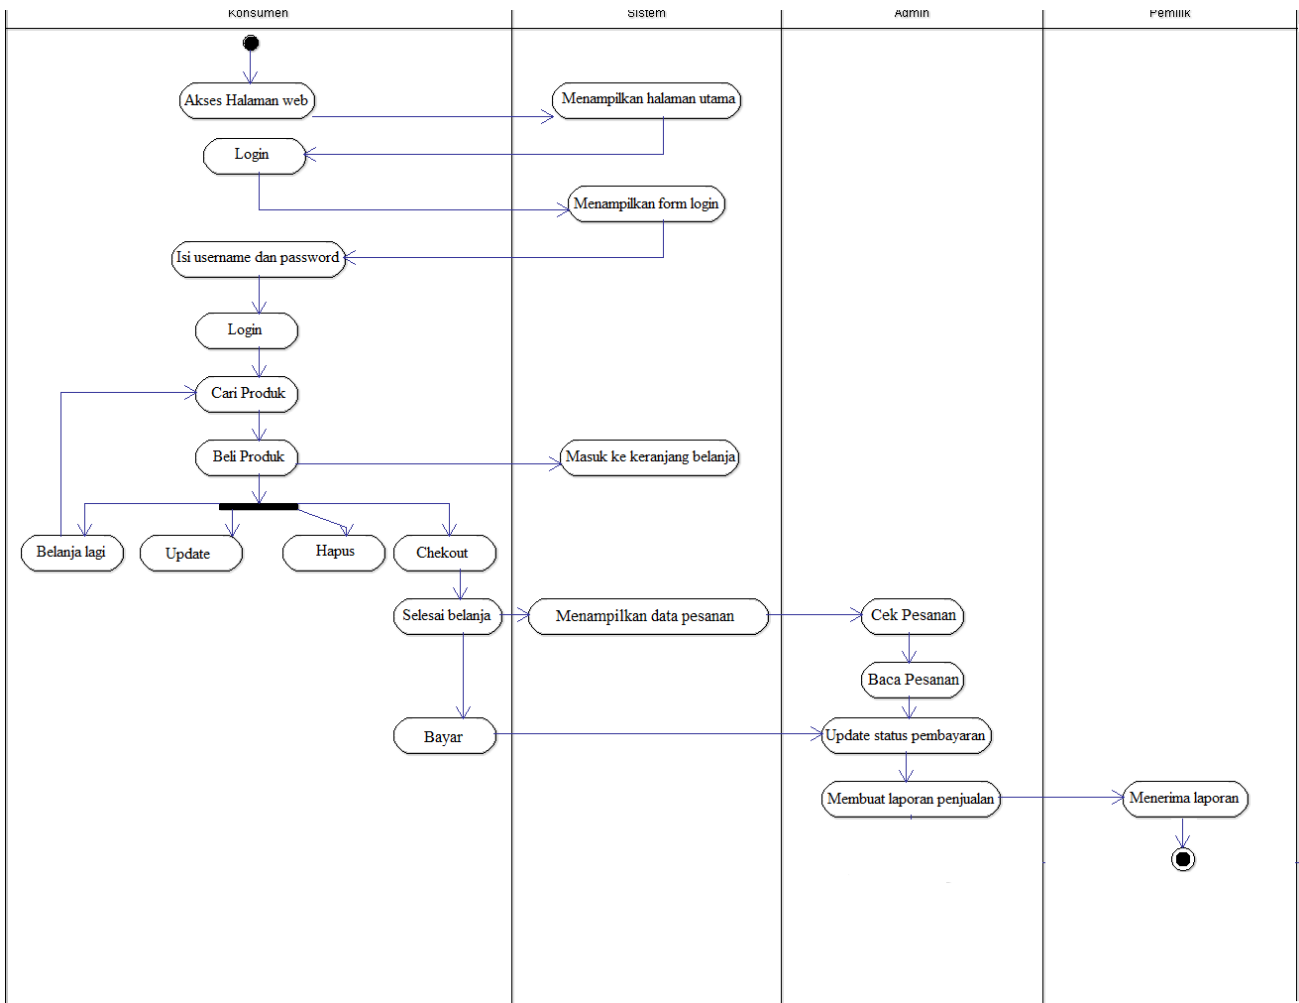 Konsumen Sistem Admin Pemilik
Akses Halaman web Menampilkan halaman utama
Login
Menampilkan form login
Isi username dan password
Login
Cari Produk
Beli Produk Masuk ke keranjang belanja
Belanja lagi Update Hapus Chekout
Selesai belanja Menampilkan data pesanan Cek Pesanan
Baca Pesanan
Bayar Update status pembayaran
Membuat laporan penjualan Menerima laporan